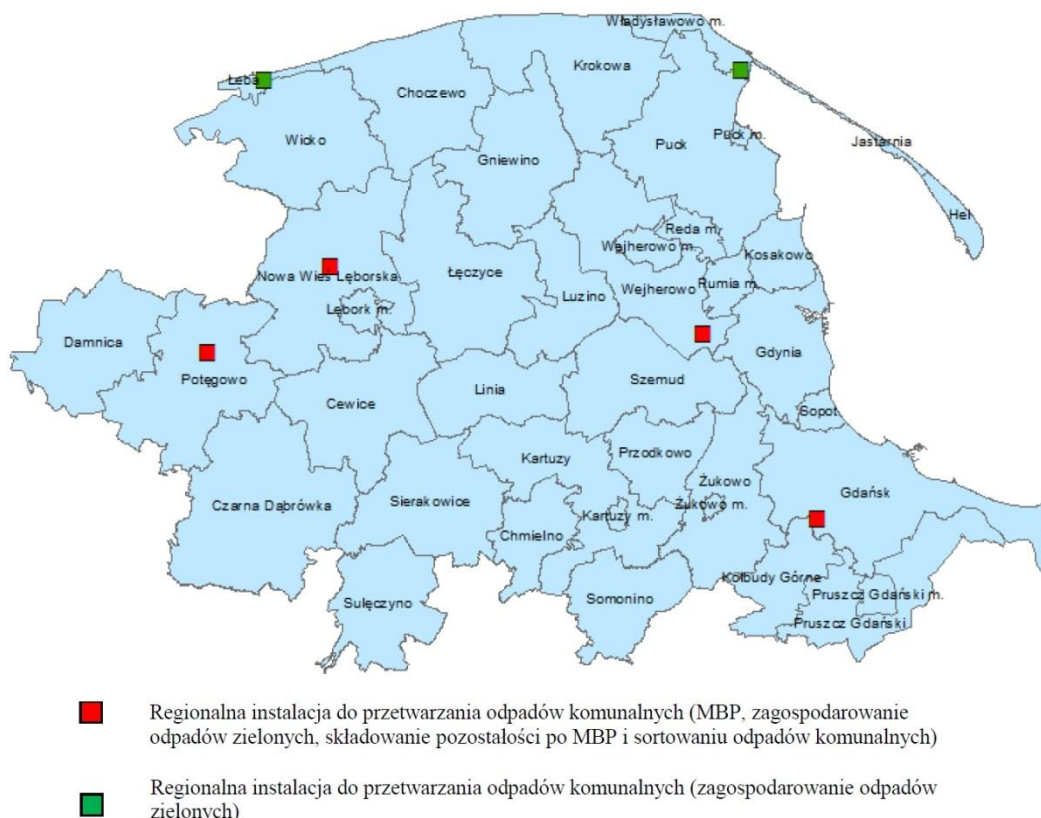 Władysławowo m.
Krokowa
Łeba
Choczewo
Wicko
Puck m.
Puck
Jastarnia
Gniewino
Hel
Reda m.
Wejherowo m.
Kosakowo
Nowa Wieś Lęborska
Łęczyce
Wejherowo
Rumia m.
Luzino
Lębork m.
Damnica
Gdynia
Potęgowo
Szemud
Linia
Cewice
Sopot
Kartuzy
Przodkowo
Żukowo
Gdańsk
Czarna Dąbrówka
Sierakowice
Kartuzy m.
Żukowo m.
Chmielno
Kolbudy Górne
Sulęczyno
Somonino
Pruszcz Gdański m.
Pruszcz Gdański
Regionalna instalacja do przetwarzania odpadów komunalnych (MBP, zagospodarowanie
odpadów zielonych, składowanie pozostałości po MBP i sortowaniu odpadów komunalnych)
Regionalna instalacja do przetwarzania odpadów komunalnych (zagospodarowanie odpadów
zielonych)